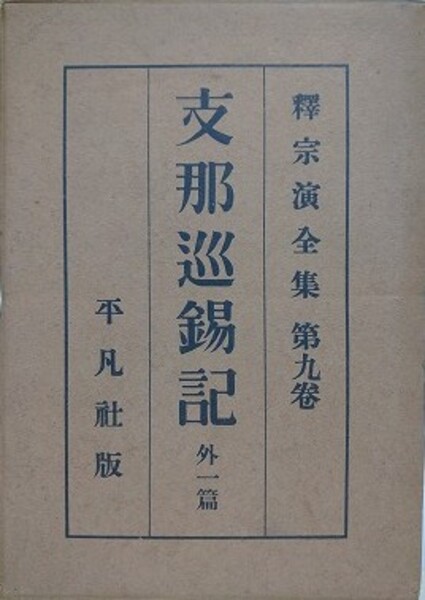 釋宗演全集 第九卷
支那巡錫記 外一篇
平凡社版